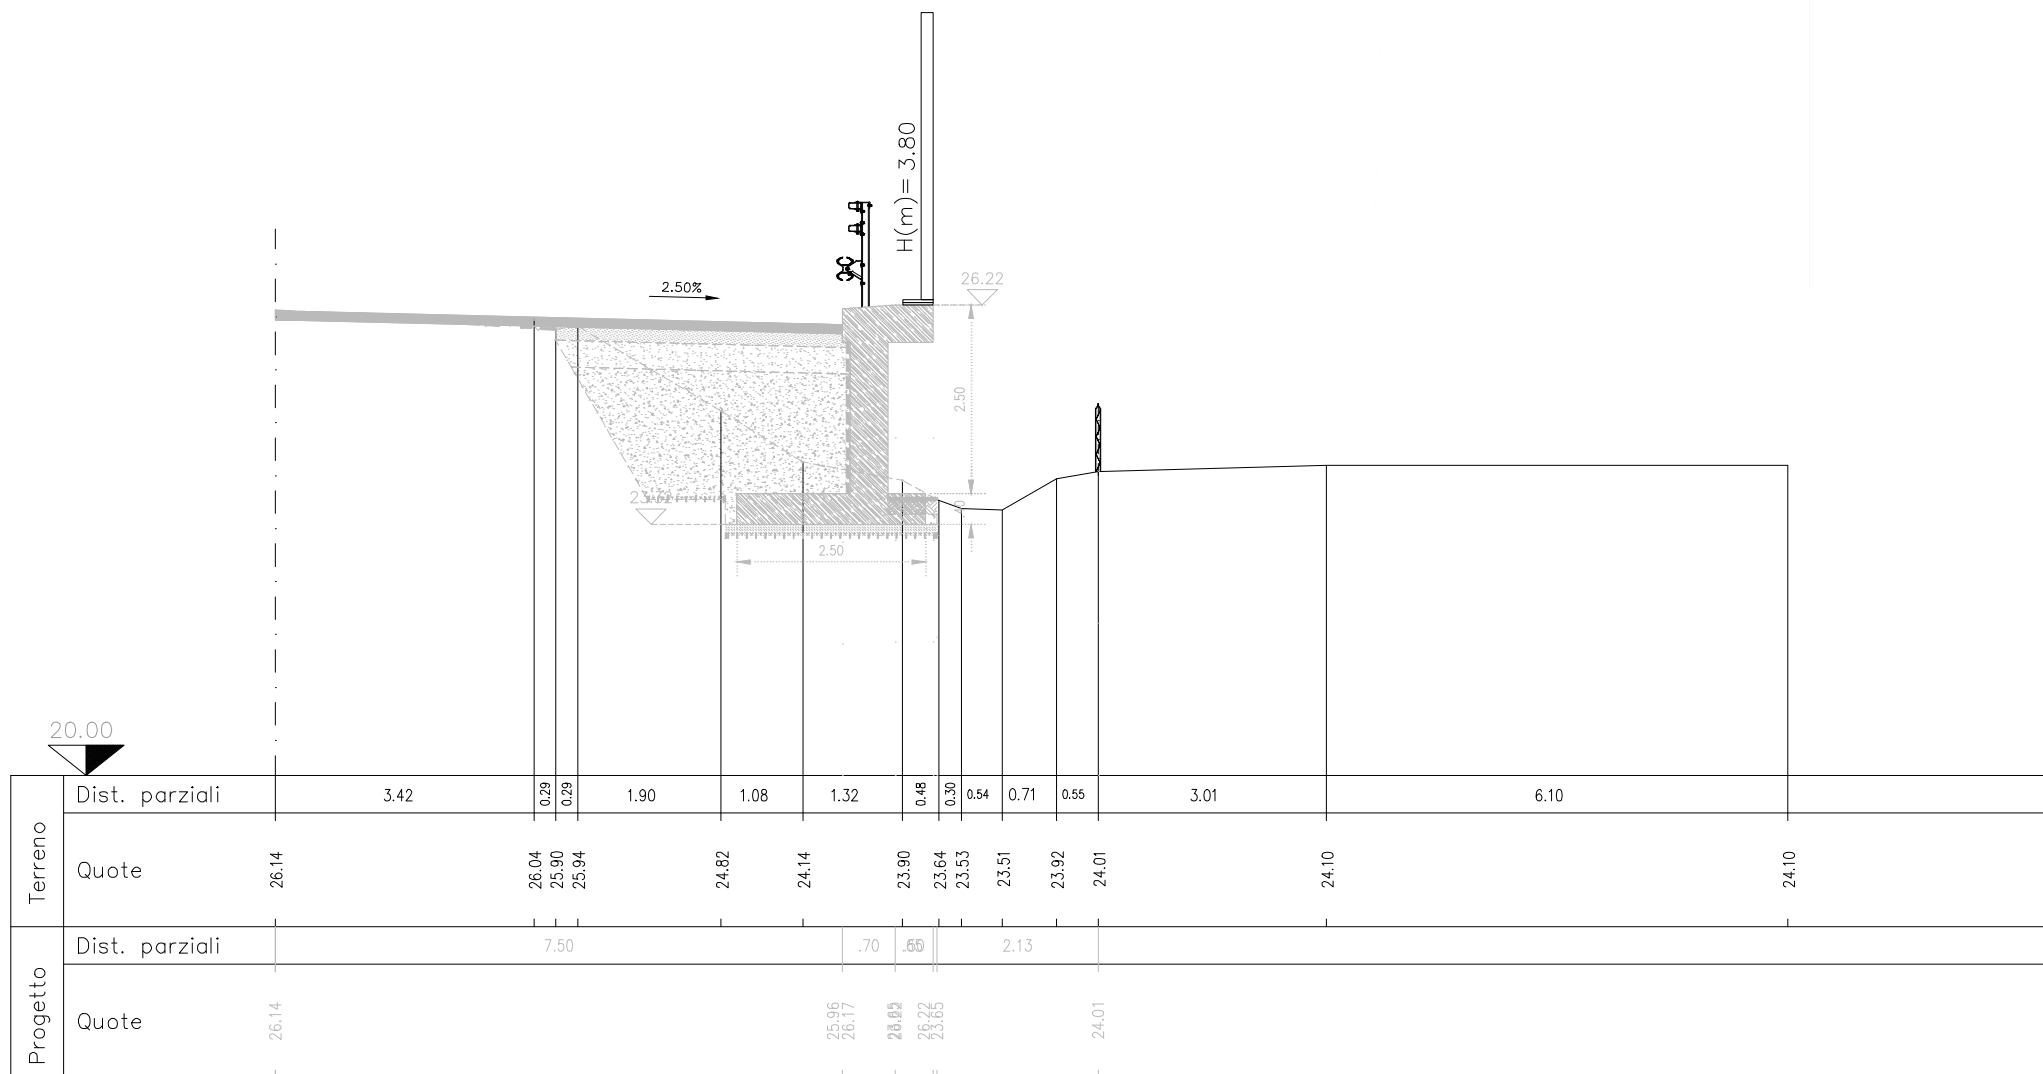 H(m)= 3.80
2.50%
26.22
2.50
.40
2.50
20.00
Terreno
Dist. parziali
3.42 0.29 0.29 1.90 1.08 1.32 0.48 0.30 0.54 0.71 0.55 3.01 6.10
Quote
26.14 26.04 25.90 25.94 24.82 24.14 23.90 23.64 23.53 23.51 23.92 24.01 24.10 24.10
Progetto
Dist. parziali
7.50 .70 2.13
Quote
26.14 25.96 26.17 26.22 23.65 24.01